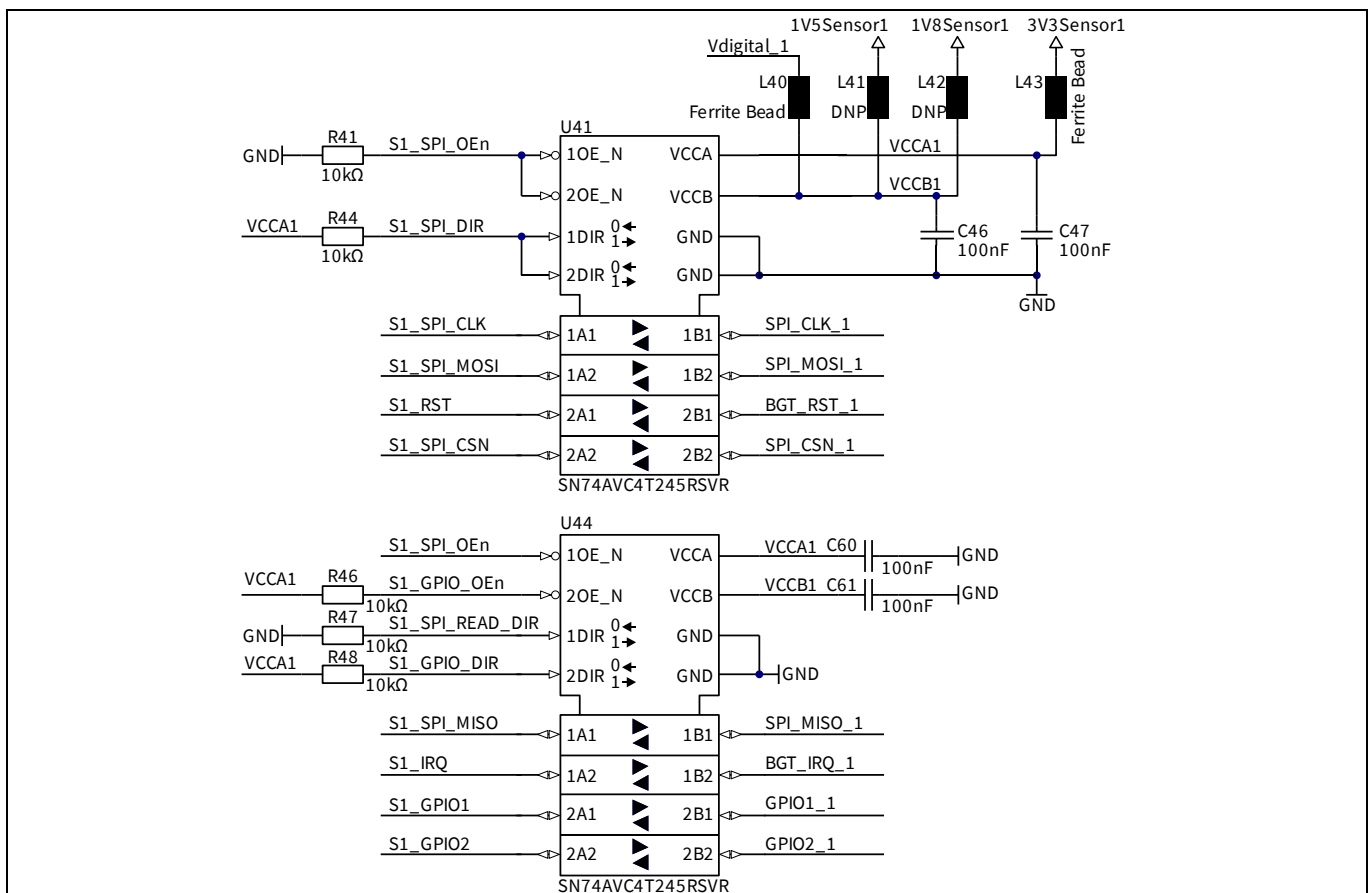 1V5Sensor1 1V8Sensor1 3V3Sensor1
Vdigital_1
L40 L41 L42 L43
Ferrite Bead DNP DNP Ferrite Bead
U41
GND R41 S1_SPI_OEn 1OE_N VCCA VCCA1
10kΩ
2OE_N VCCB VCCB1
VCCA1 R44 S1_SPI_DIR 1DIR 0 1 GND C46 C47
10kΩ 100nF 100nF
2DIR 0 1 GND
GND
S1_SPI_CLK 1A1 1B1 SPI_CLK_1
S1_SPI_MOSI 1A2 1B2 SPI_MOSI_1
S1_RST 2A1 2B1 BGT_RST_1
S1_SPI_CSN 2A2 2B2 SPI_CSN_1
SN74AVC4T245RSVR
U44
S1_SPI_OEn 1OE_N VCCA VCCA1 C60 GND
100nF
VCCA1 R46 S1_GPIO_OEn 2OE_N VCCB VCCB1 C61 GND
10kΩ 100nF
GND R47 S1_SPI_READ_DIR 1DIR 0 1 GND
10kΩ
VCCA1 R48 S1_GPIO_DIR 2DIR 0 1 GND GND
10kΩ
S1_SPI_MISO 1A1 1B1 SPI_MISO_1
S1_IRQ 1A2 1B2 BGT_IRQ_1
S1_GPIO1 2A1 2B1 GPIO1_1
S1_GPIO2 2A2 2B2 GPIO2_1
SN74AVC4T245RSVR